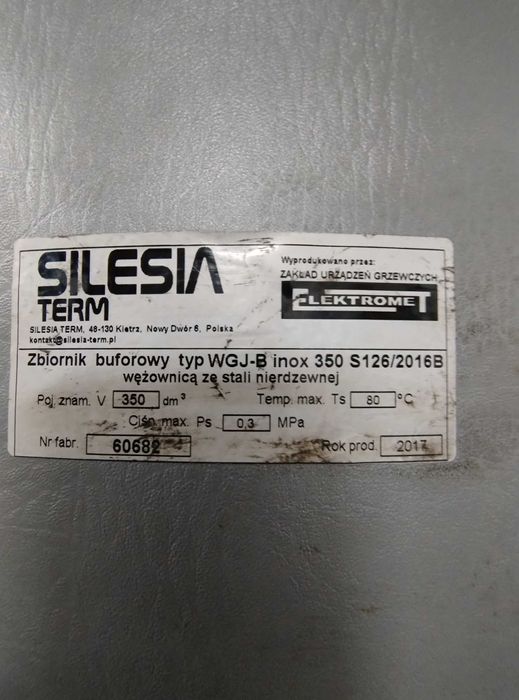 SILESIA
TERM
SILESIA TERM, 48-130 Kietrz, Nowy Dwór 6, Polska
kontakt@silesia-term.pl
Wyprodukowano przez:
ZAKŁAD URZĄDZEŃ GRZEWCZYCH
ELEKTROMET
Zbiornik buforowy typ WGJ-B inox 350 S126/2016B
wężownicą ze stali nierdzewnej
Poj. znam. V 350 dm³ Temp. max. Ts 80 °C
Ciśn. max. Ps 0,3 MPa
Nr fabr. 60682 Rok prod. 2017